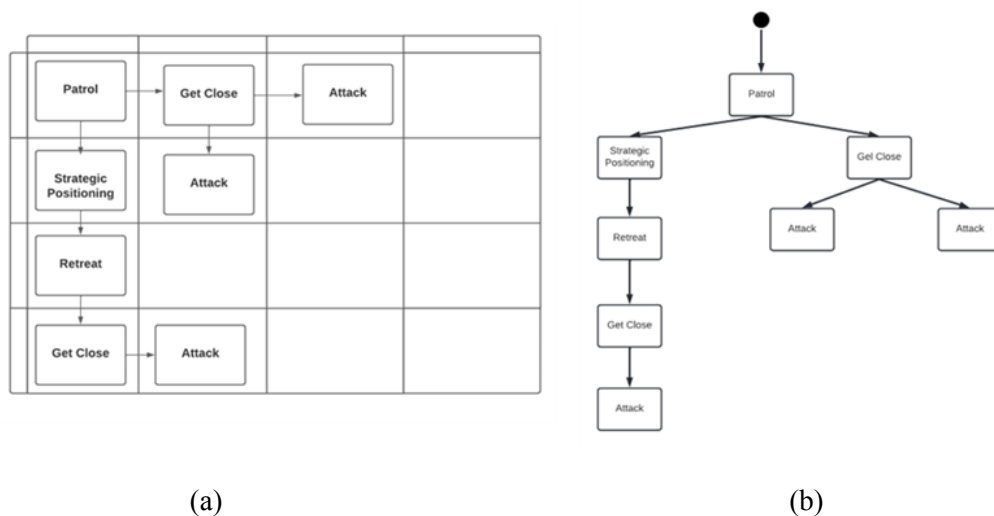 Patrol
Get Close
Attack
Strategic
Positioning
Attack
Retreat
Get Close
Attack
(a)
Patrol
Strategic
Positioning
Gel Close
Retreat
Attack
Attack
Get Close
Attack
(b)